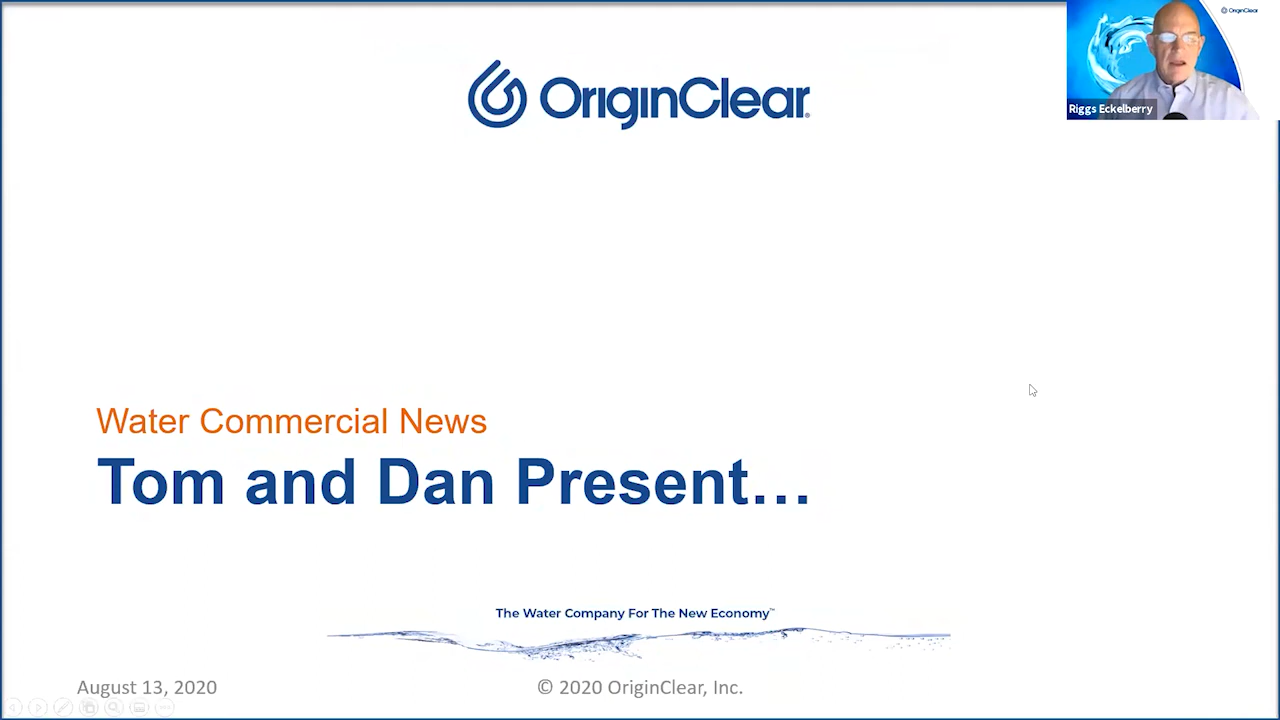 OriginClear®
OriginClear
Riggs Eckelberry
Water Commercial News
Tom and Dan Present...
The Water Company For The New Economy™
August 13, 2020
© 2020 OriginClear, Inc.